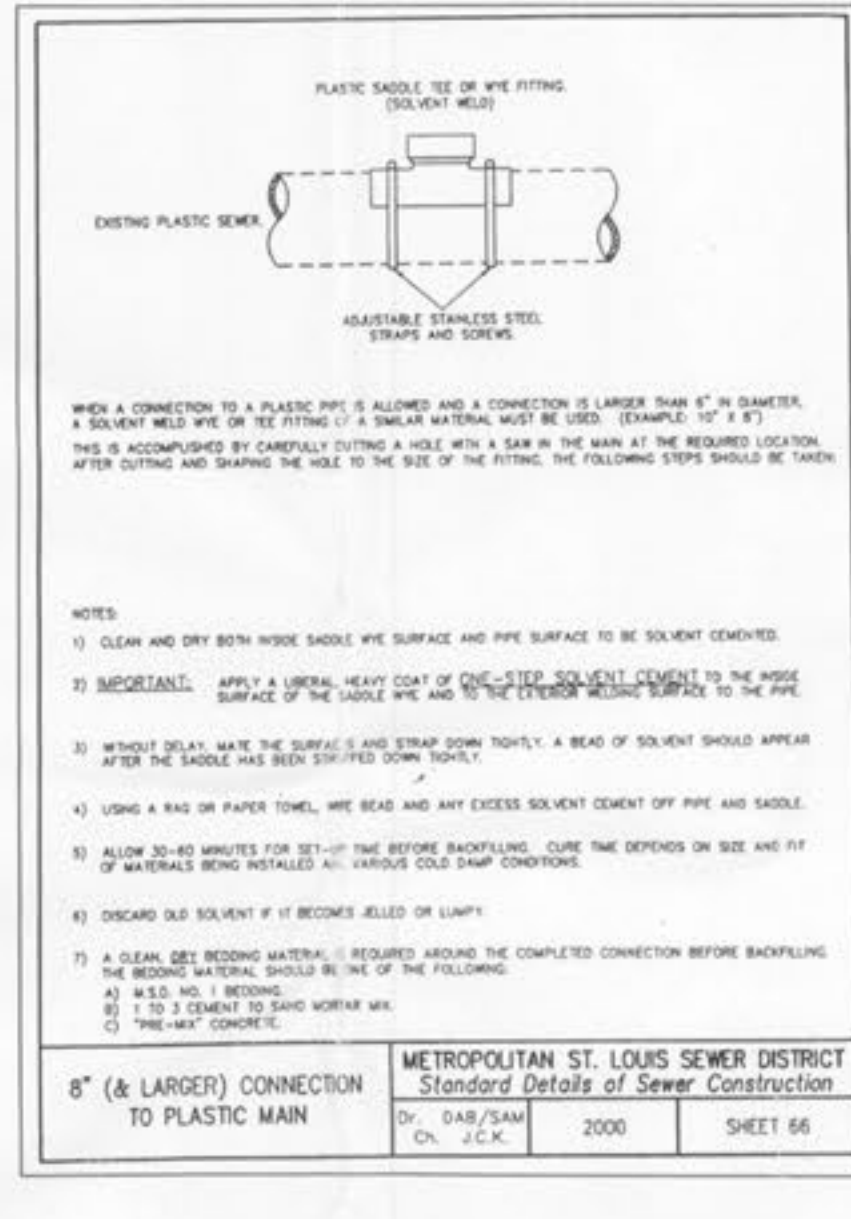 PLASTIC SADDLE TEE OR WYE FITTING.
(SOLVENT WELD)
EXISTING PLASTIC SEWER.
ADJUSTABLE STAINLESS STEEL
STRAPS AND SCREWS.
WHEN A CONNECTION TO A PLASTIC PIPE IS ALLOWED AND A CONNECTION IS LARGER THAN 6" IN DIAMETER,
A SOLVENT WELD WYE OR TEE FITTING OF A SIMILAR MATERIAL MUST BE USED. (EXAMPLE: 10" X 8")
THIS IS ACCOMPLISHED BY CAREFULLY CUTTING A HOLE WITH A SAW IN THE MAIN AT THE REQUIRED LOCATION.
AFTER CUTTING AND SHAPING THE HOLE TO THE SIZE OF THE FITTING, THE FOLLOWING STEPS SHOULD BE TAKEN:
NOTES:
1) CLEAN AND DRY BOTH INSIDE SADDLE WYE SURFACE AND PIPE SURFACE TO BE SOLVENT CEMENTED.
2) IMPORTANT: APPLY A LIBERAL HEAVY COAT OF ONE-STEP SOLVENT CEMENT TO THE INSIDE
SURFACE OF THE SADDLE WYE AND TO THE EXTERIOR WELDING SURFACE TO THE PIPE.
3) WITHOUT DELAY, MATE THE SURFACES AND STRAP DOWN TIGHTLY. A BEAD OF SOLVENT SHOULD APPEAR
AFTER THE SADDLE HAS BEEN STRAPPED DOWN TIGHTLY.
4) USING A RAG OR PAPER TOWEL, WIPE BEAD AND ANY EXCESS SOLVENT CEMENT OFF PIPE AND SADDLE.
5) ALLOW 30-60 MINUTES FOR SET-UP TIME BEFORE BACKFILLING. CURE TIME DEPENDS ON SIZE AND FIT
OF MATERIALS BEING INSTALLED AND VARIOUS COLD DAMP CONDITIONS.
6) DISCARD OLD SOLVENT IF IT BECOMES JELLED OR LUMPY.
7) A CLEAN, DRY BEDDING MATERIAL IS REQUIRED AROUND THE COMPLETED CONNECTION BEFORE BACKFILLING.
THE BEDDING MATERIAL SHOULD BE ONE OF THE FOLLOWING:
A) M.S.D. NO. 1 BEDDING.
B) 1 TO 3 CEMENT TO SAND MORTAR MIX.
C) "PRE-MIX" CONCRETE.
8" (& LARGER) CONNECTION
TO PLASTIC MAIN
METROPOLITAN ST. LOUIS SEWER DISTRICT
Standard Details of Sewer Construction
Dr. DAB/SAM
Ch. J.C.K.
2000
SHEET 66